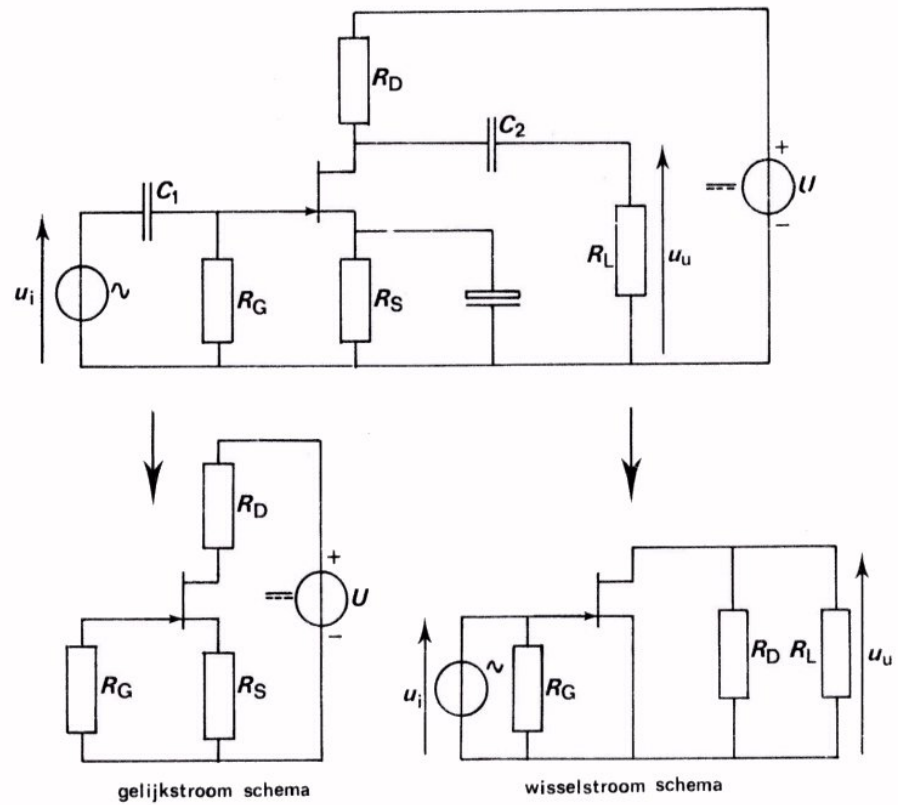 R_D
C_2
+
U
−
C_1
u_i
∼
R_G
R_S
R_L
u_u
R_D
+
U
−
R_G
R_S
u_i
∼
R_G
R_D R_L
u_u
gelijkstroom schema
wisselstroom schema